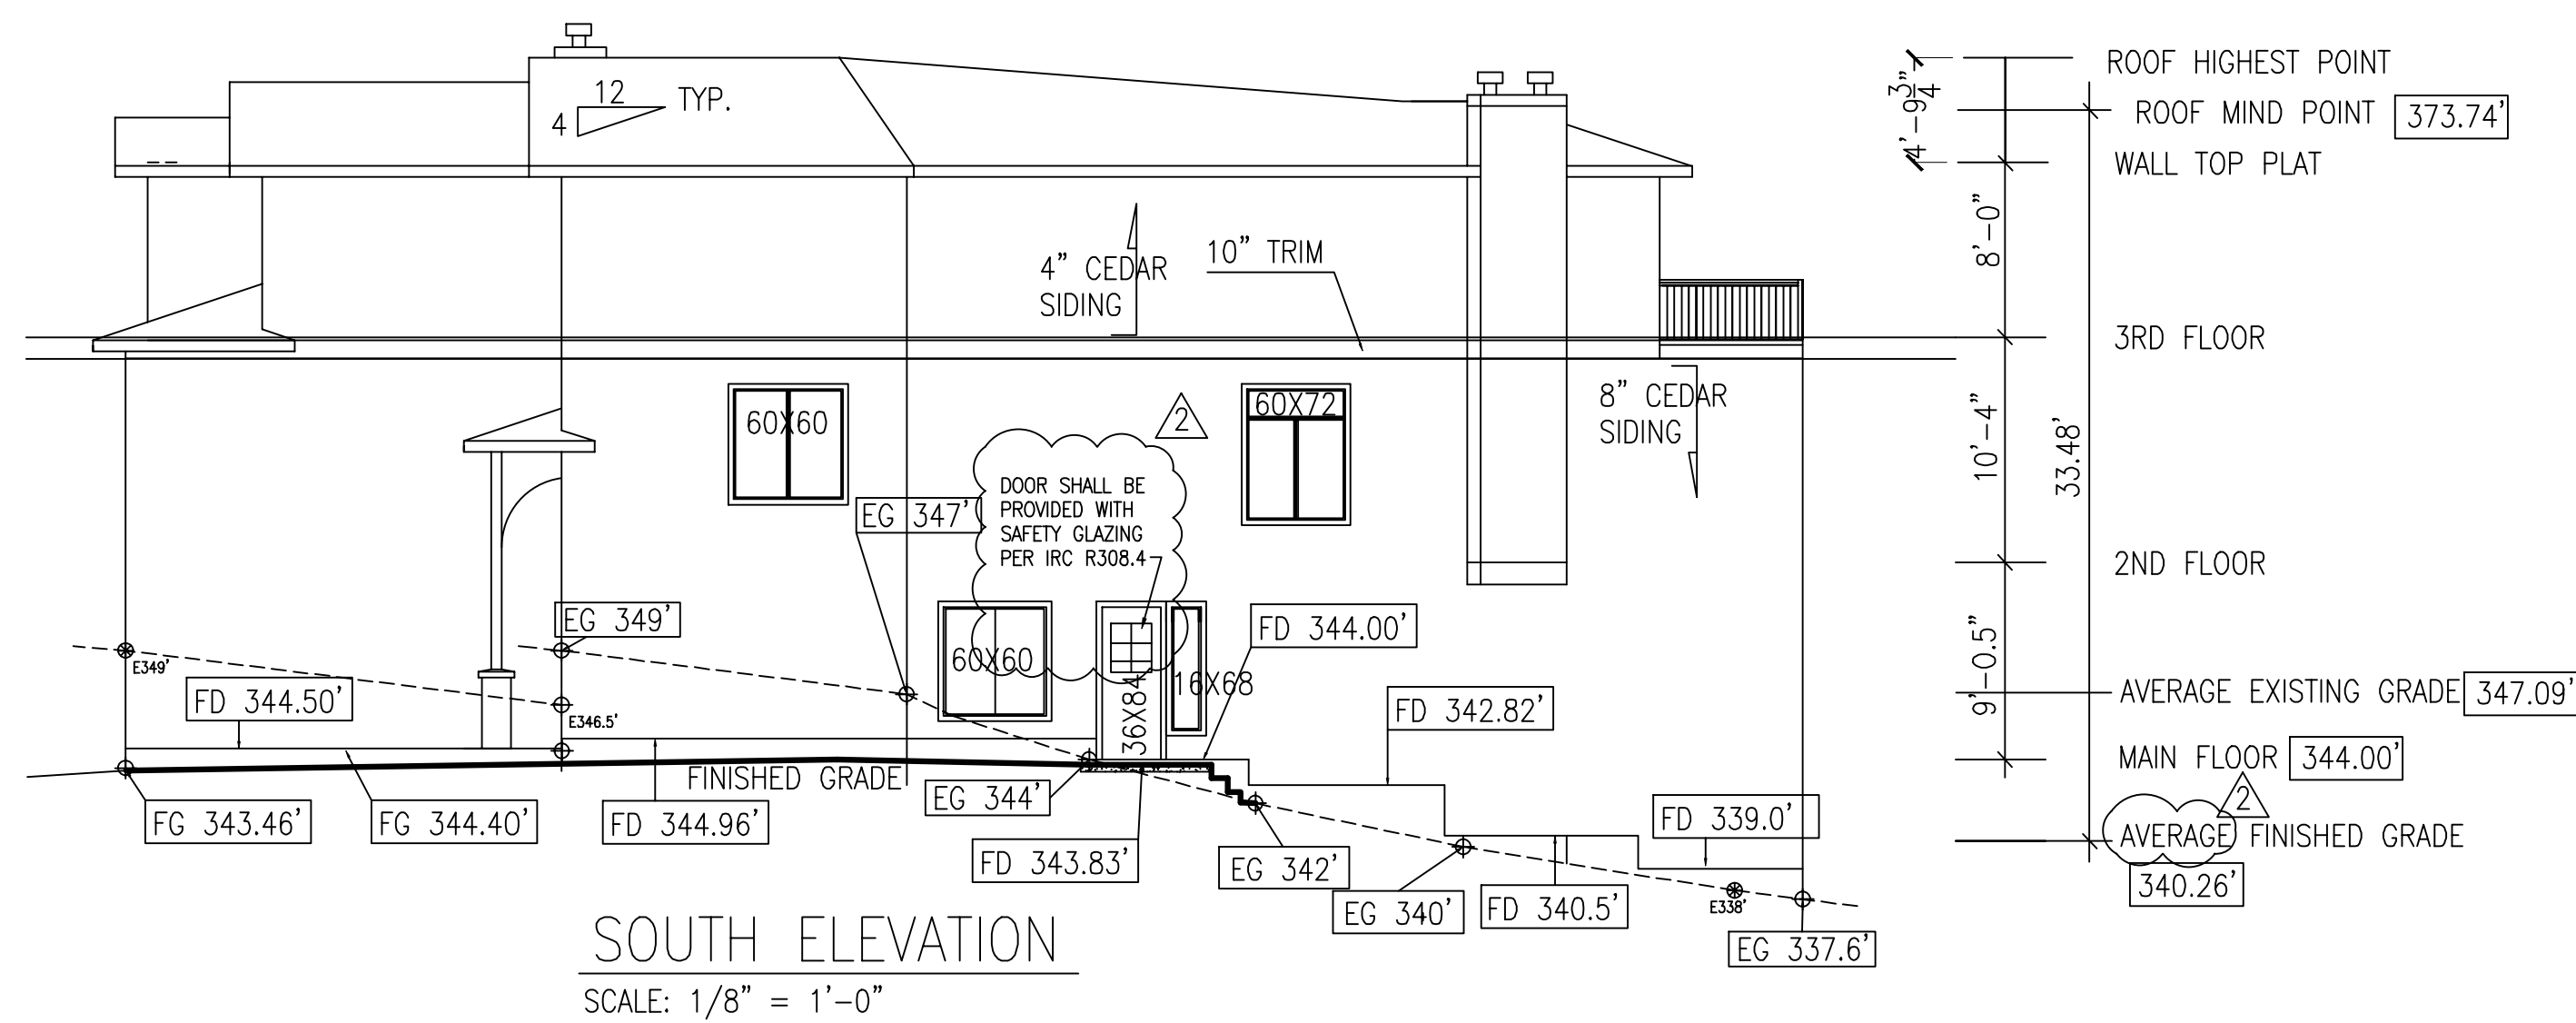 ROOF HIGHEST POINT
12
4
TYP.
4'-9 3/4"
ROOF MIND POINT 373.74'
WALL TOP PLAT
8'-0"
4" CEDAR
SIDING
10" TRIM
3RD FLOOR
60X60
60X72
8" CEDAR
SIDING
2
10'-4"
33.48'
DOOR SHALL BE
PROVIDED WITH
SAFETY GLAZING
PER IRC R308.4
EG 347'
2ND FLOOR
EG 349'
FD 344.00'
E349'
60X60
16X68
36X84
9'-0.5"
FD 344.50'
E346.5'
FD 342.82'
AVERAGE EXISTING GRADE 347.09'
MAIN FLOOR 344.00'
FINISHED GRADE
EG 344'
2
FG 343.46'
FG 344.40'
FD 344.96'
FD 339.0'
AVERAGE FINISHED GRADE
340.26'
FD 343.83'
EG 342'
EG 340'
FD 340.5'
E338'
EG 337.6'
SOUTH ELEVATION
SCALE: 1/8" = 1'-0"